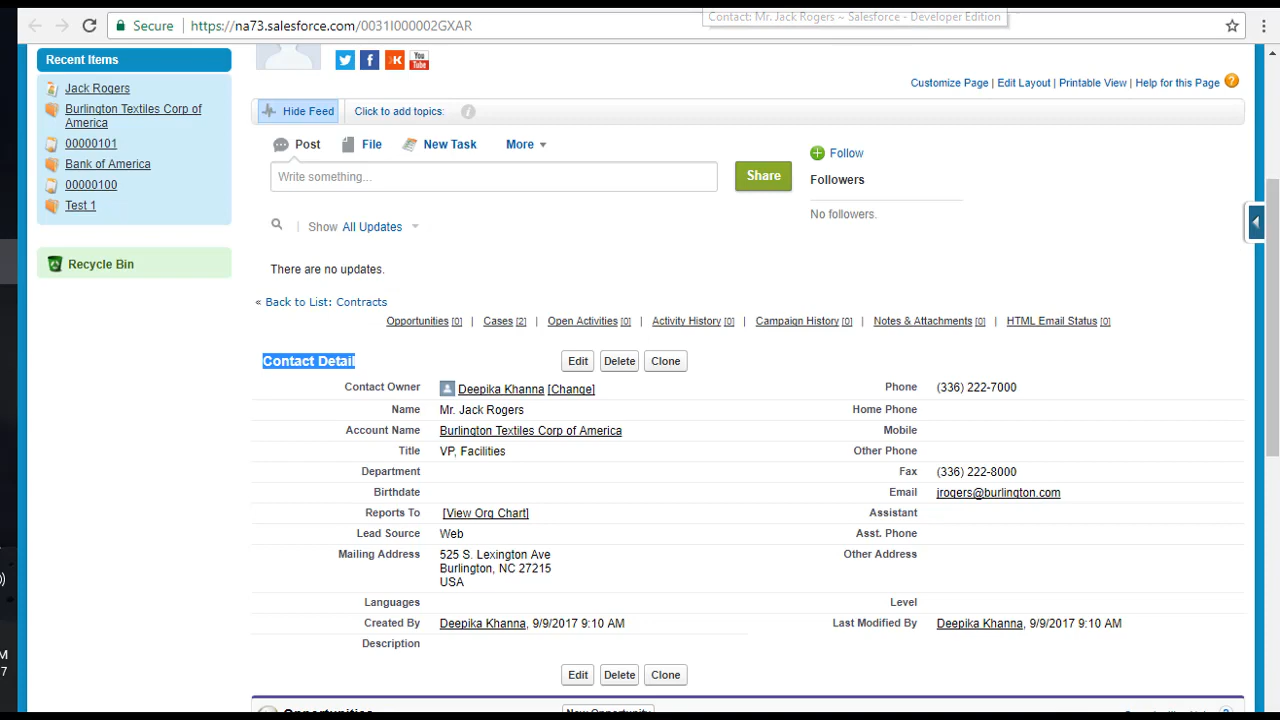 Contact: Mr. Jack Rogers ~ Salesforce - Developer Edition
Secure https://na73.salesforce.com/0031I000002GXAR
Recent Items
Jack Rogers
Burlington Textiles Corp of
America
00000101
Bank of America
00000100
Test 1
Recycle Bin
You
Tube
Customize Page | Edit Layout | Printable View | Help for this Page ?
Hide Feed Click to add topics: i
Post File New Task More
Write something...
Share
Follow
Followers
No followers.
Show All Updates
There are no updates.
« Back to List: Contracts
Opportunities [0] | Cases [2] | Open Activities [0] | Activity History [0] | Campaign History [0] | Notes & Attachments [0] | HTML Email Status [0]
Contact Detail Edit Delete Clone
Contact Owner Deepika Khanna [Change] Phone (336) 222-7000
Name Mr. Jack Rogers Home Phone
Account Name Burlington Textiles Corp of America Mobile
Title VP, Facilities Other Phone
Department Fax (336) 222-8000
Birthdate Email jrogers@burlington.com
Reports To [View Org Chart] Assistant
Lead Source Web Asst. Phone
Mailing Address 525 S. Lexington Ave Other Address
Burlington, NC 27215
USA
Languages Level
Created By Deepika Khanna, 9/9/2017 9:10 AM Last Modified By Deepika Khanna, 9/9/2017 9:10 AM
Description
M
7
Edit Delete Clone
Opportunities New Opportunity